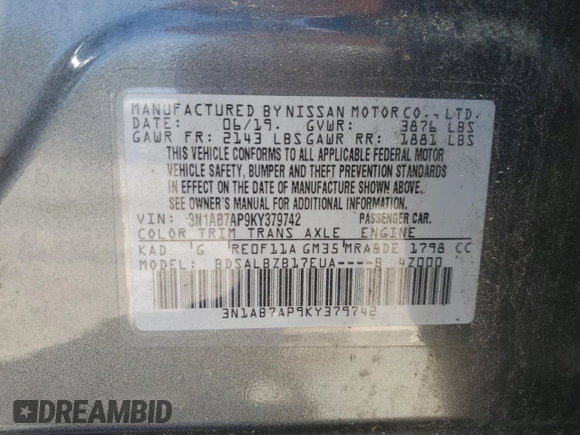 MANUFACTURED BY NISSAN MOTOR CO., LTD.
DATE: 06/19. GVWR: 3876 LBS
GAWR FR: 2143 LBS GAWR RR: 1881 LBS
THIS VEHICLE CONFORMS TO ALL APPLICABLE FEDERAL MOTOR
VEHICLE SAFETY, BUMPER AND THEFT PREVENTION STANDARDS
IN EFFECT ON THE DATE OF MANUFACTURE SHOWN ABOVE.
SEE OWNER'S MANUAL FOR ADDITIONAL INFORMATION.
VIN: 3N1AB7AP9KY379742 PASSENGER CAR.
COLOR TRIM TRANS AXLE ENGINE
KAD G RE0F11A GM35 MRA8DE 1798 CC
MODEL: BDSALBZB17EUA----B 4Z000
3N1AB7AP9KY379742
DREAMBID